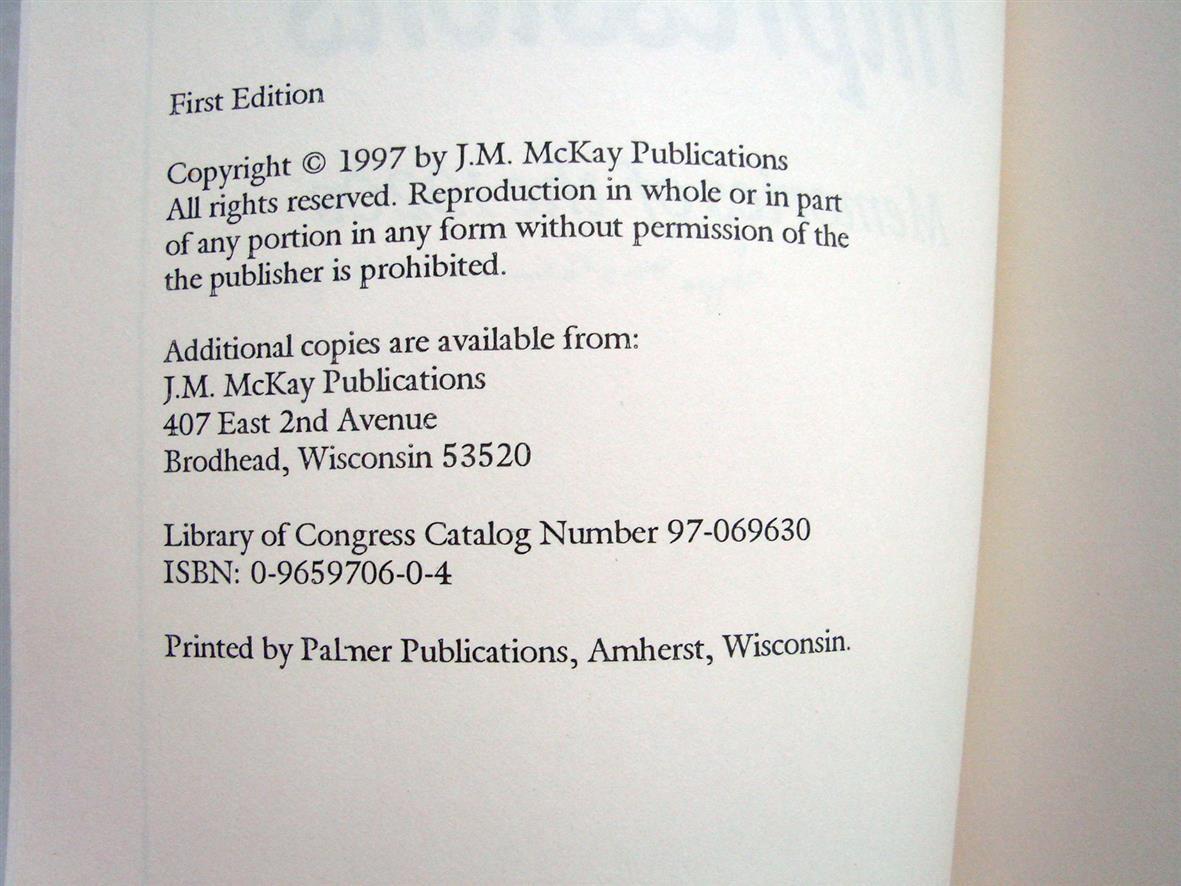 First Edition
Copyright © 1997 by J.M. McKay Publications
All rights reserved. Reproduction in whole or in part
of any portion in any form without permission of the
the publisher is prohibited.
Additional copies are available from:
J.M. McKay Publications
407 East 2nd Avenue
Brodhead, Wisconsin 53520
Library of Congress Catalog Number 97-069630
ISBN: 0-9659706-0-4
Printed by Palmer Publications, Amherst, Wisconsin.